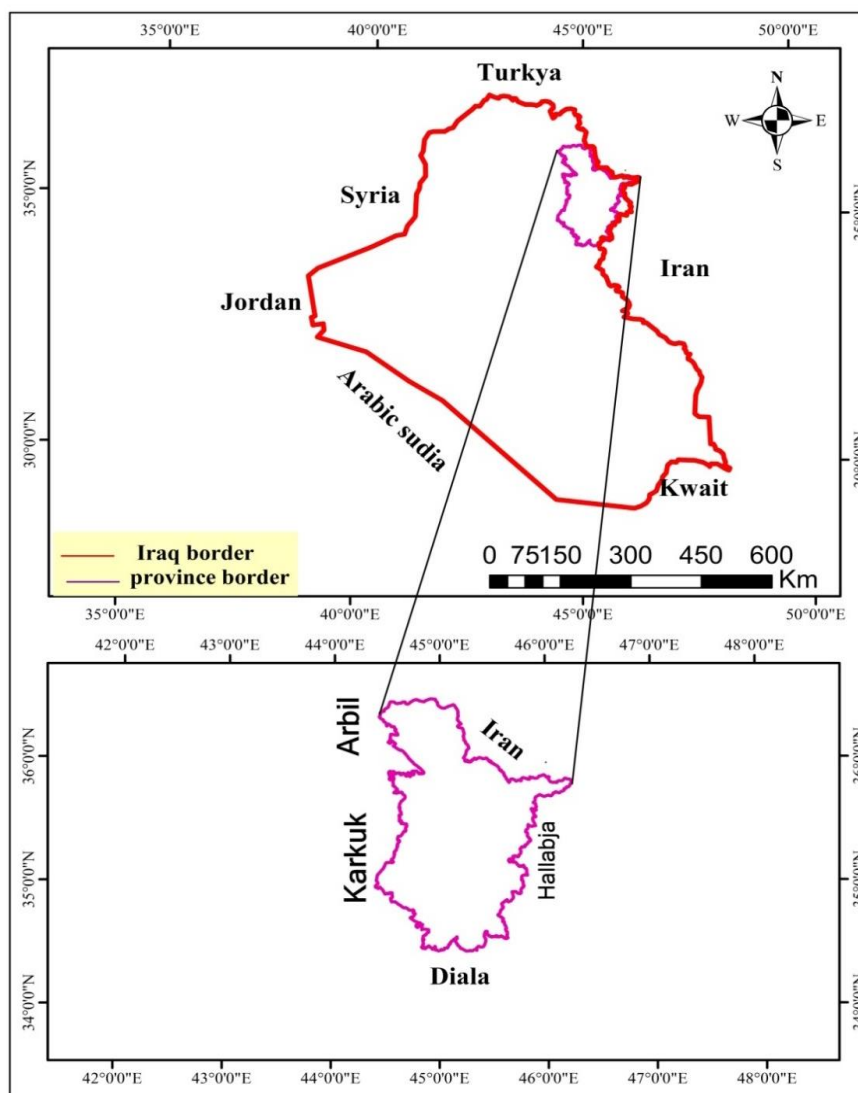 35°0'0"E 40°0'0"E 45°0'0"E 50°0'0"E
Turkya
N
W E
S
35°0'0"N
Syria
Iran
Jordan
Arabic sudia
30°0'0"N
Kwait
Iraq border
province border
0 75150 300 450 600
Km
35°0'0"E 40°0'0"E 45°0'0"E 50°0'0"E
42°0'0"E 43°0'0"E 44°0'0"E 45°0'0"E 46°0'0"E 47°0'0"E 48°0'0"E
Arbil
Iran
36°0'0"N
Karkuk
Hallabja
35°0'0"N
Diala
34°0'0"N
42°0'0"E 43°0'0"E 44°0'0"E 45°0'0"E 46°0'0"E 47°0'0"E 48°0'0"E